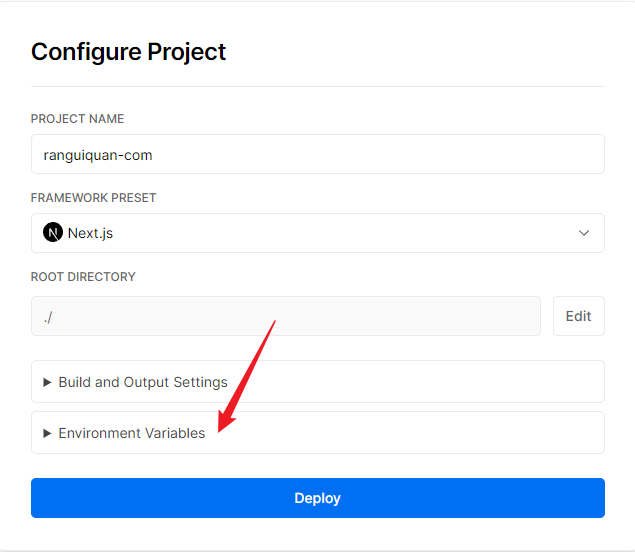 Configure Project
PROJECT NAME
ranguiquan-com
FRAMEWORK PRESET
N Next.js
ROOT DIRECTORY
./
Edit
Build and Output Settings
Environment Variables
Deploy